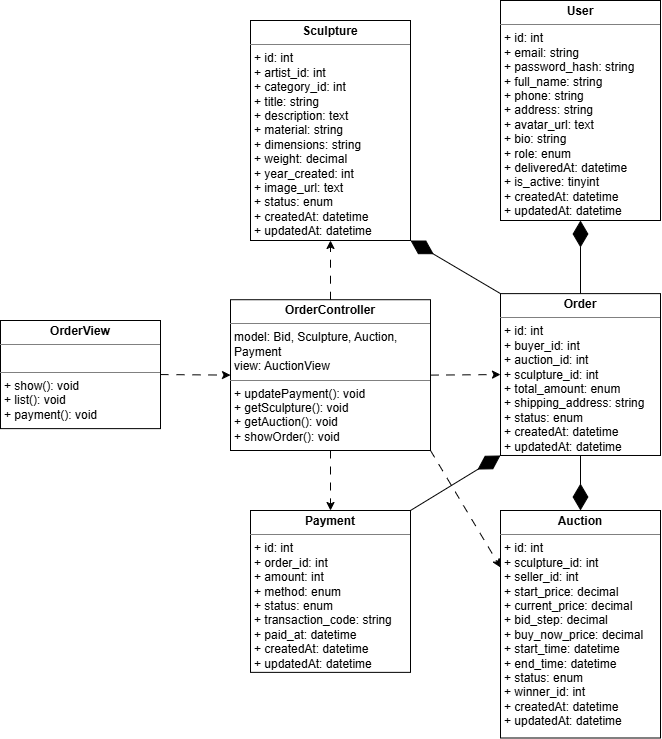 Sculpture
+ id: int
+ artist_id: int
+ category_id: int
+ title: string
+ description: text
+ material: string
+ dimensions: string
+ weight: decimal
+ year_created: int
+ image_url: text
+ status: enum
+ createdAt: datetime
+ updatedAt: datetime
User
+ id: int
+ email: string
+ password_hash: string
+ full_name: string
+ phone: string
+ address: string
+ avatar_url: text
+ bio: string
+ role: enum
+ deliveredAt: datetime
+ is_active: tinyint
+ createdAt: datetime
+ updatedAt: datetime
OrderView
+ show(): void
+ list(): void
+ payment(): void
OrderController
model: Bid, Sculpture, Auction,
Payment
view: AuctionView
+ updatePayment(): void
+ getSculpture(): void
+ getAuction(): void
+ showOrder(): void
Order
+ id: int
+ buyer_id: int
+ auction_id: int
+ sculpture_id: int
+ total_amount: enum
+ shipping_address: string
+ status: enum
+ createdAt: datetime
+ updatedAt: datetime
Payment
+ id: int
+ order_id: int
+ amount: int
+ method: enum
+ status: enum
+ transaction_code: string
+ paid_at: datetime
+ createdAt: datetime
+ updatedAt: datetime
Auction
+ id: int
+ sculpture_id: int
+ seller_id: int
+ start_price: decimal
+ current_price: decimal
+ bid_step: decimal
+ buy_now_price: decimal
+ start_time: datetime
+ end_time: datetime
+ status: enum
+ winner_id: int
+ createdAt: datetime
+ updatedAt: datetime